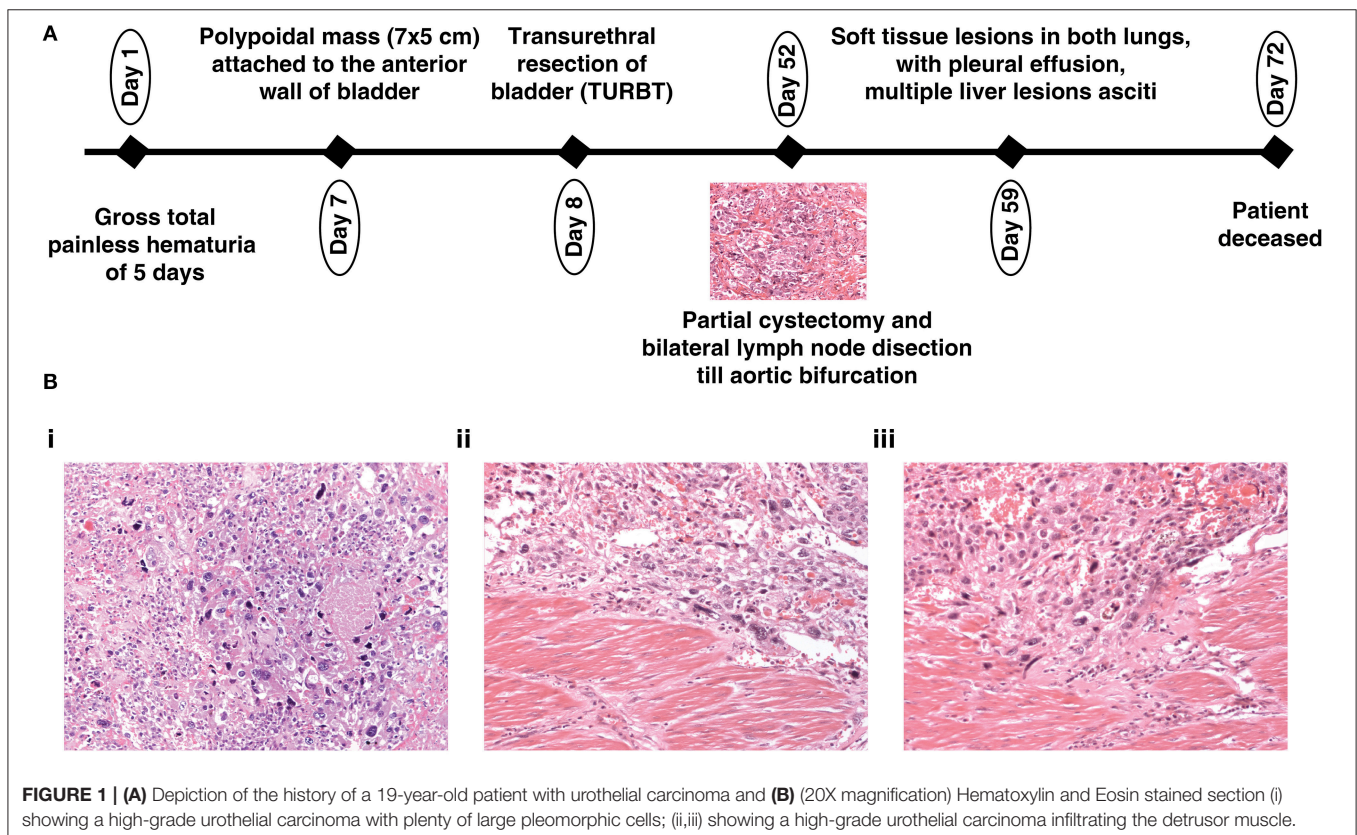 A
Day 1
Gross total
painless hematuria
of 5 days
Polypoidal mass (7x5 cm)
attached to the anterior
wall of bladder
Day 7
Transurethral
resection of
bladder (TURBT)
Day 8
Day 52
Partial cystectomy and
bilateral lymph node disection
till aortic bifurcation
Soft tissue lesions in both lungs,
with pleural effusion,
multiple liver lesions asciti
Day 59
Day 72
Patient
deceased
B
i
ii
iii
FIGURE 1 | (A) Depiction of the history of a 19-year-old patient with urothelial carcinoma and (B) (20X magnification) Hematoxylin and Eosin stained section (i)
showing a high-grade urothelial carcinoma with plenty of large pleomorphic cells; (ii,iii) showing a high-grade urothelial carcinoma infiltrating the detrusor muscle.